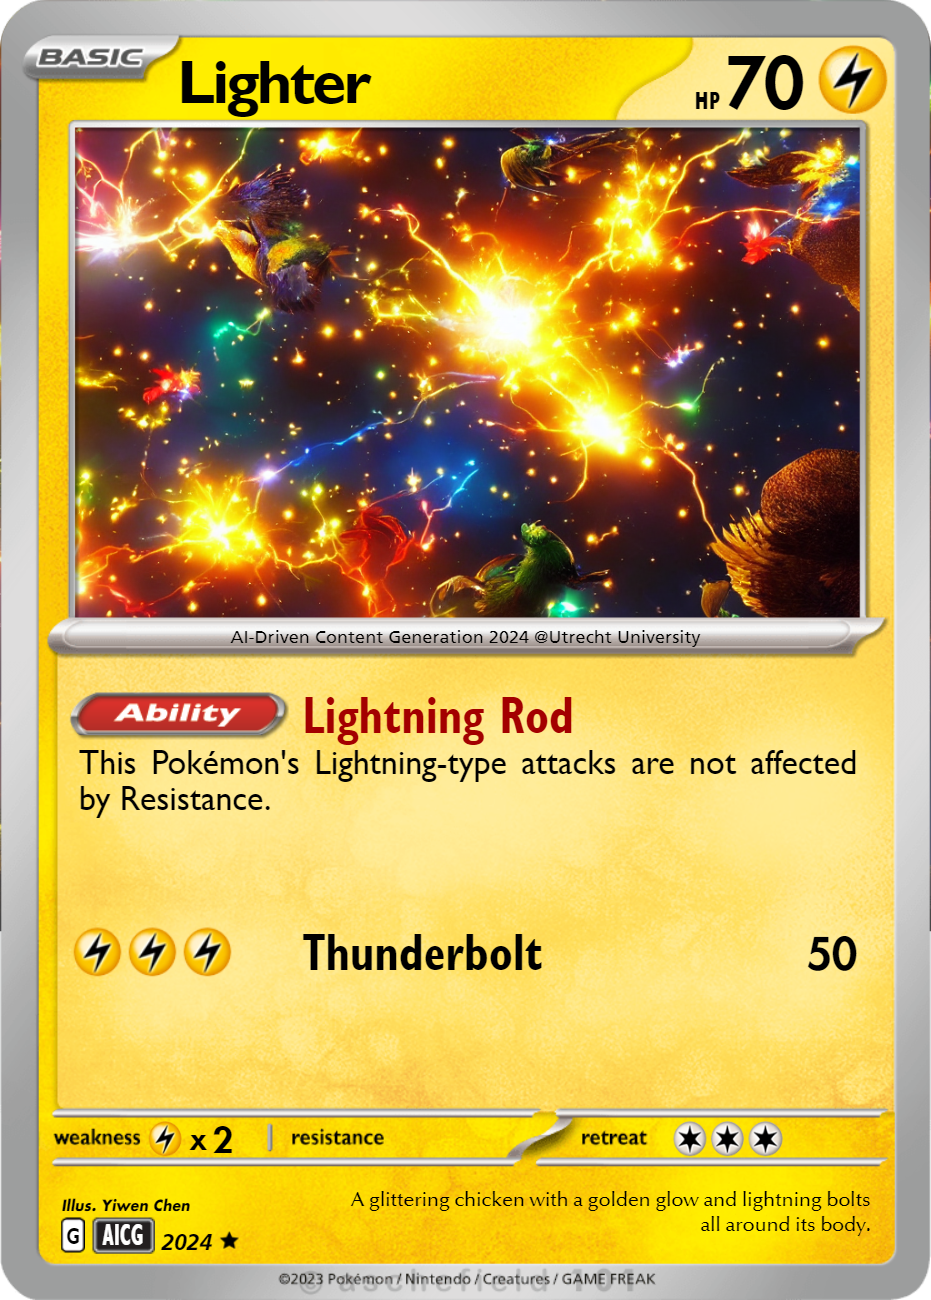 BASIC
Lighter
HP 70
AI-Driven Content Generation 2024 @Utrecht University
Ability Lightning Rod
This Pokémon's Lightning-type attacks are not affected
by Resistance.
Thunderbolt 50
weakness x 2 resistance retreat
Illus. Yiwen Chen
A glittering chicken with a golden glow and lightning bolts
all around its body.
G AICG 2024
©2023 Pokémon / Nintendo / Creatures / GAME FREAK